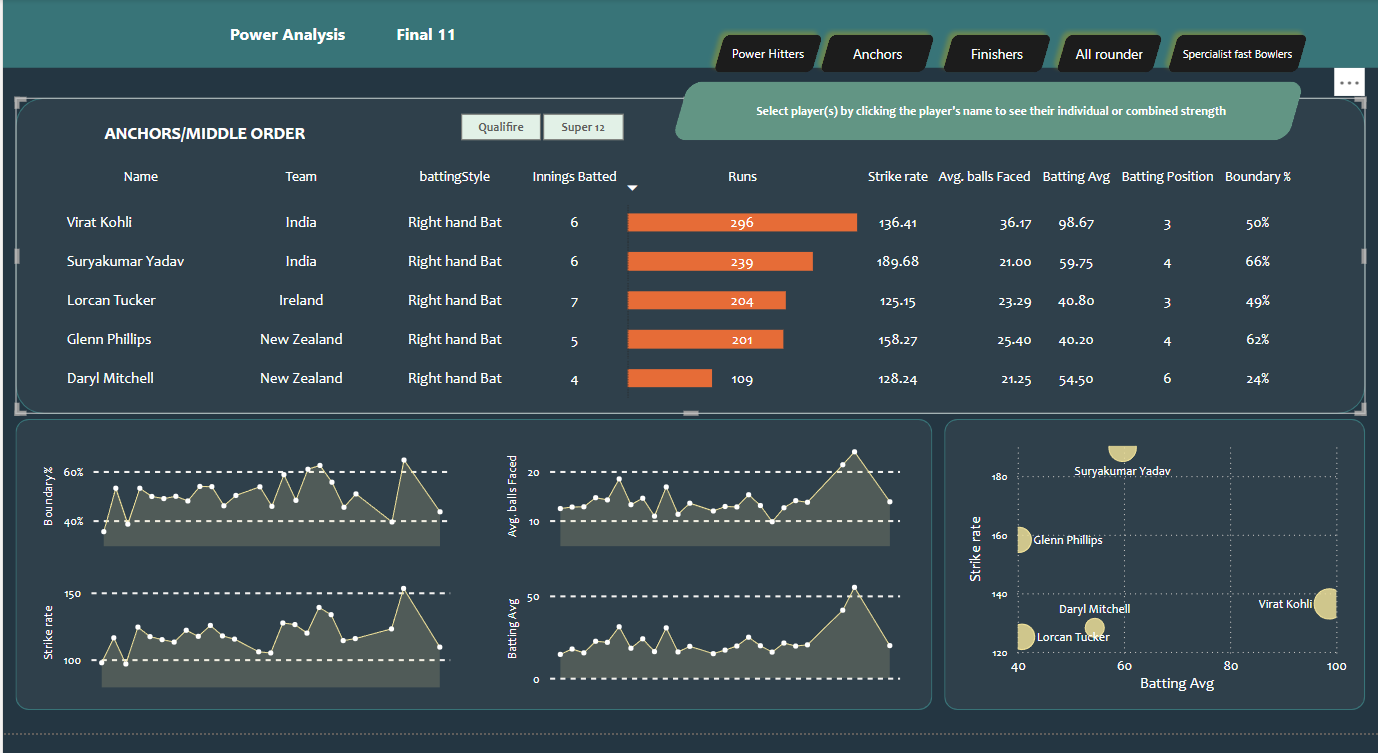 Power Analysis Final 11
Power Hitters Anchors Finishers All rounder Spercialist fast Bowlers
Select player(s) by clicking the player's name to see their individual or combined strength
ANCHORS/MIDDLE ORDER
Qualifire Super 12
Name Team battingStyle Innings Batted Runs Strike rate Avg. balls Faced Batting Avg Batting Position Boundary %
Virat Kohli India Right hand Bat 6 296 136.41 36.17 98.67 3 50%
Suryakumar Yadav India Right hand Bat 6 239 189.68 21.00 59.75 4 66%
Lorcan Tucker Ireland Right hand Bat 7 204 125.15 23.29 40.80 3 49%
Glenn Phillips New Zealand Right hand Bat 5 201 158.27 25.40 40.20 4 62%
Daryl Mitchell New Zealand Right hand Bat 4 109 128.24 21.25 54.50 6 24%
Boundary%
60%
40%
Avg. balls Faced
20
10
Strike rate
150
100
Batting Avg
50
0
Strike rate
180
160
140
120
Suryakumar Yadav
Glenn Phillips
Daryl Mitchell
Virat Kohli
Lorcan Tucker
40 60 80 100
Batting Avg